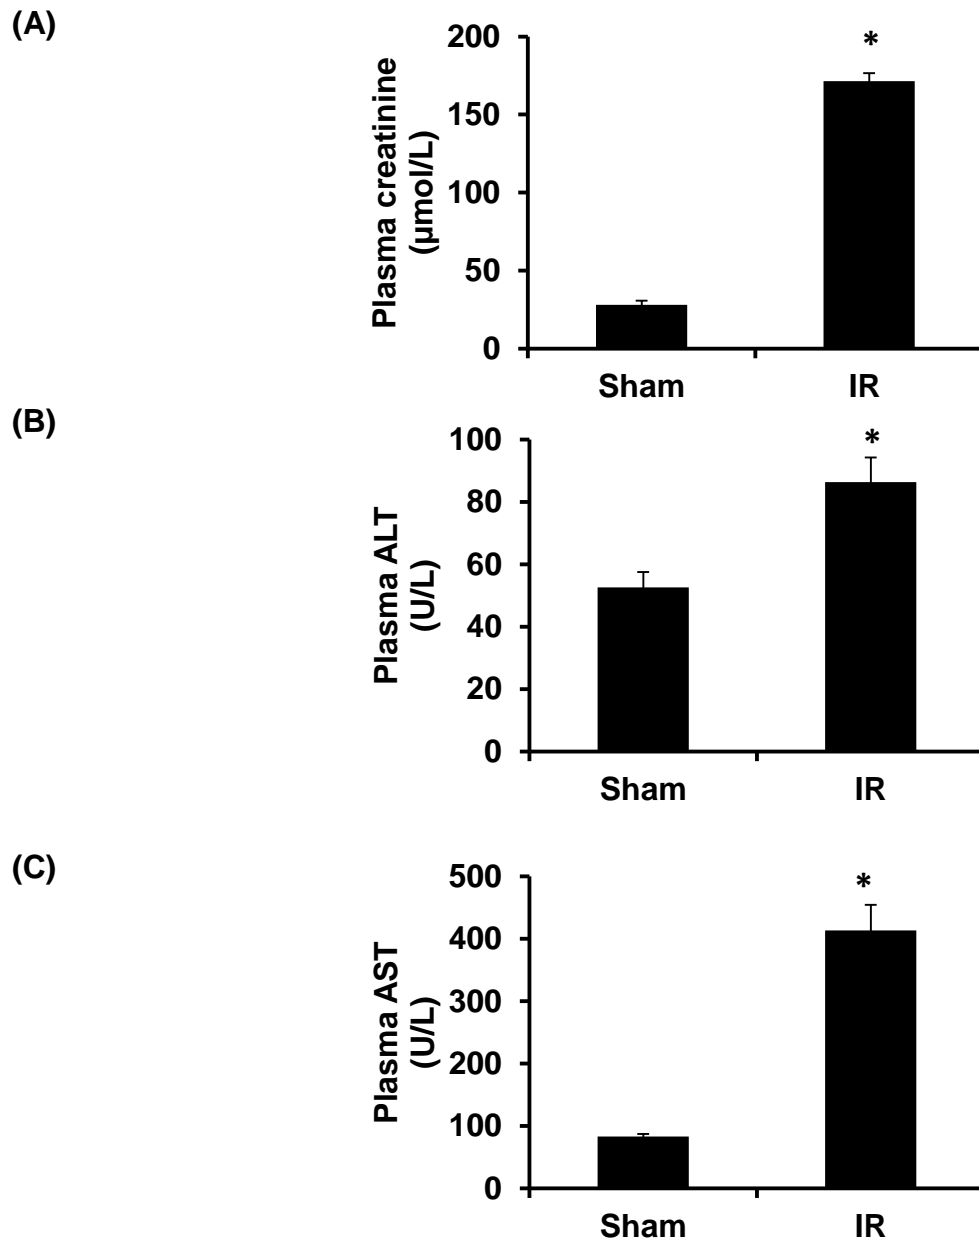 (A)
Plasma creatinine
(µmol/L)
200
150
100
50
0
*
Sham IR
(B)
Plasma ALT
(U/L)
100
80
60
40
20
0
*
Sham IR
(C)
Plasma AST
(U/L)
500
400
300
200
100
0
*
Sham IR